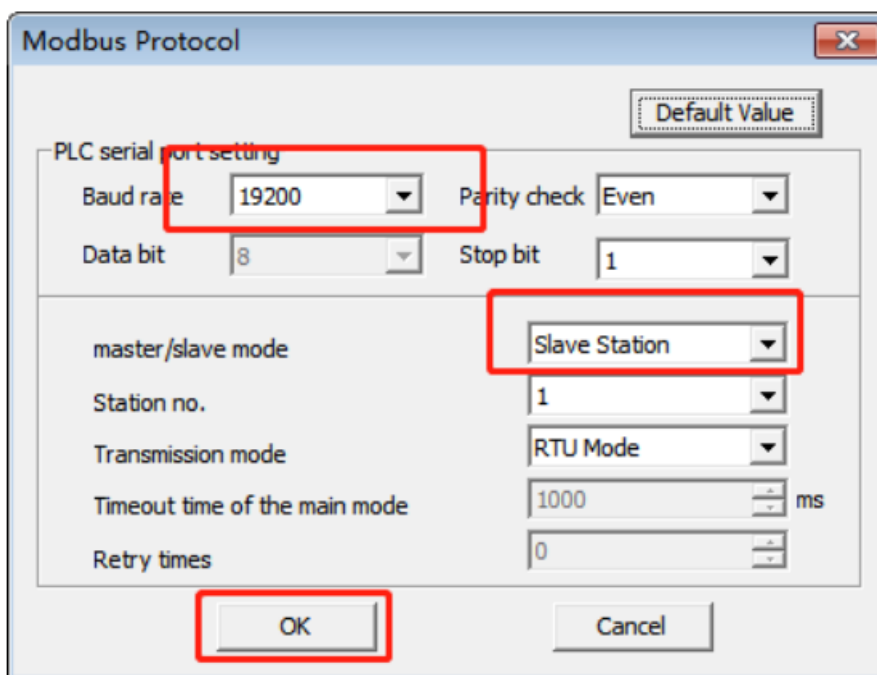 Modbus Protocol
Default Value
PLC serial port setting
Baud rate 19200 Parity check Even
Data bit 8 Stop bit 1
master/slave mode Slave Station
Station no. 1
Transmission mode RTU Mode
Timeout time of the main mode 1000 ms
Retry times 0
OK Cancel